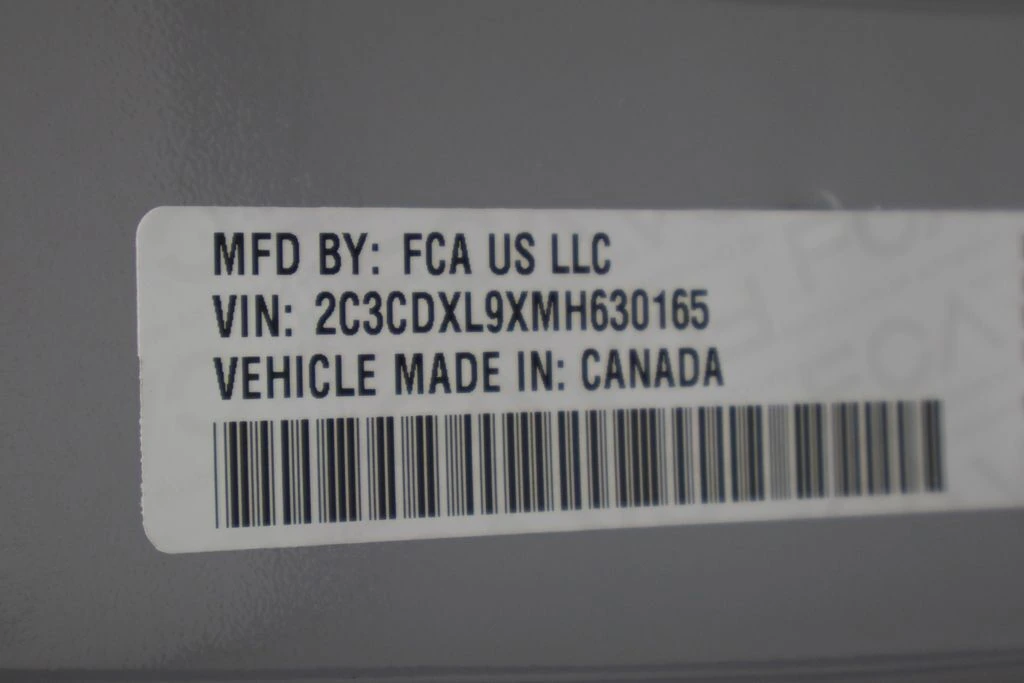 MFD BY: FCA US LLC
VIN: 2C3CDXL9XMH630165
VEHICLE MADE IN: CANADA